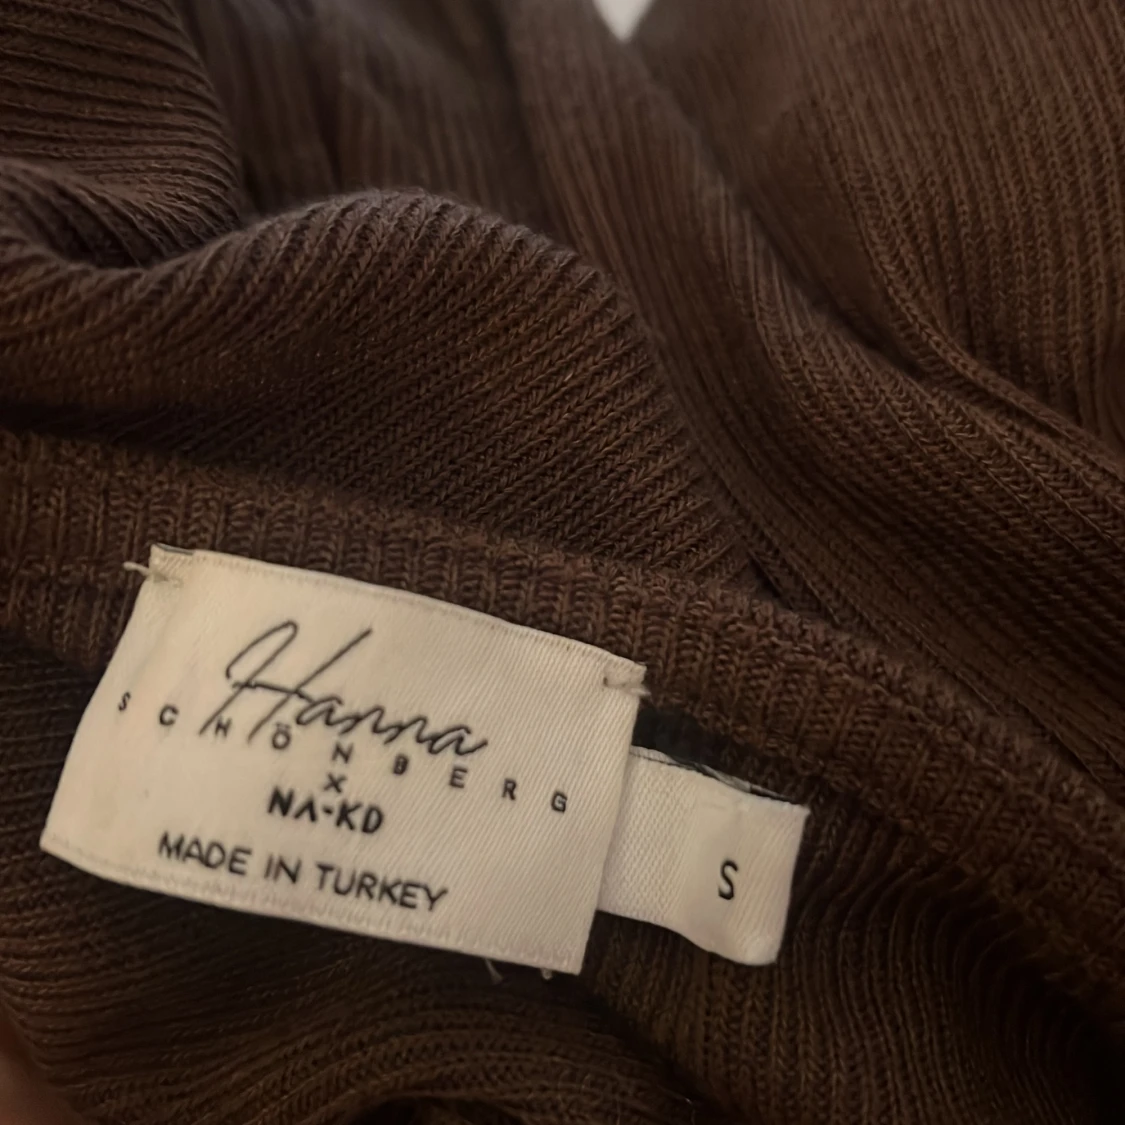 Hanna
SCHÖNBERG
X
NA-KD
MADE IN TURKEY
S